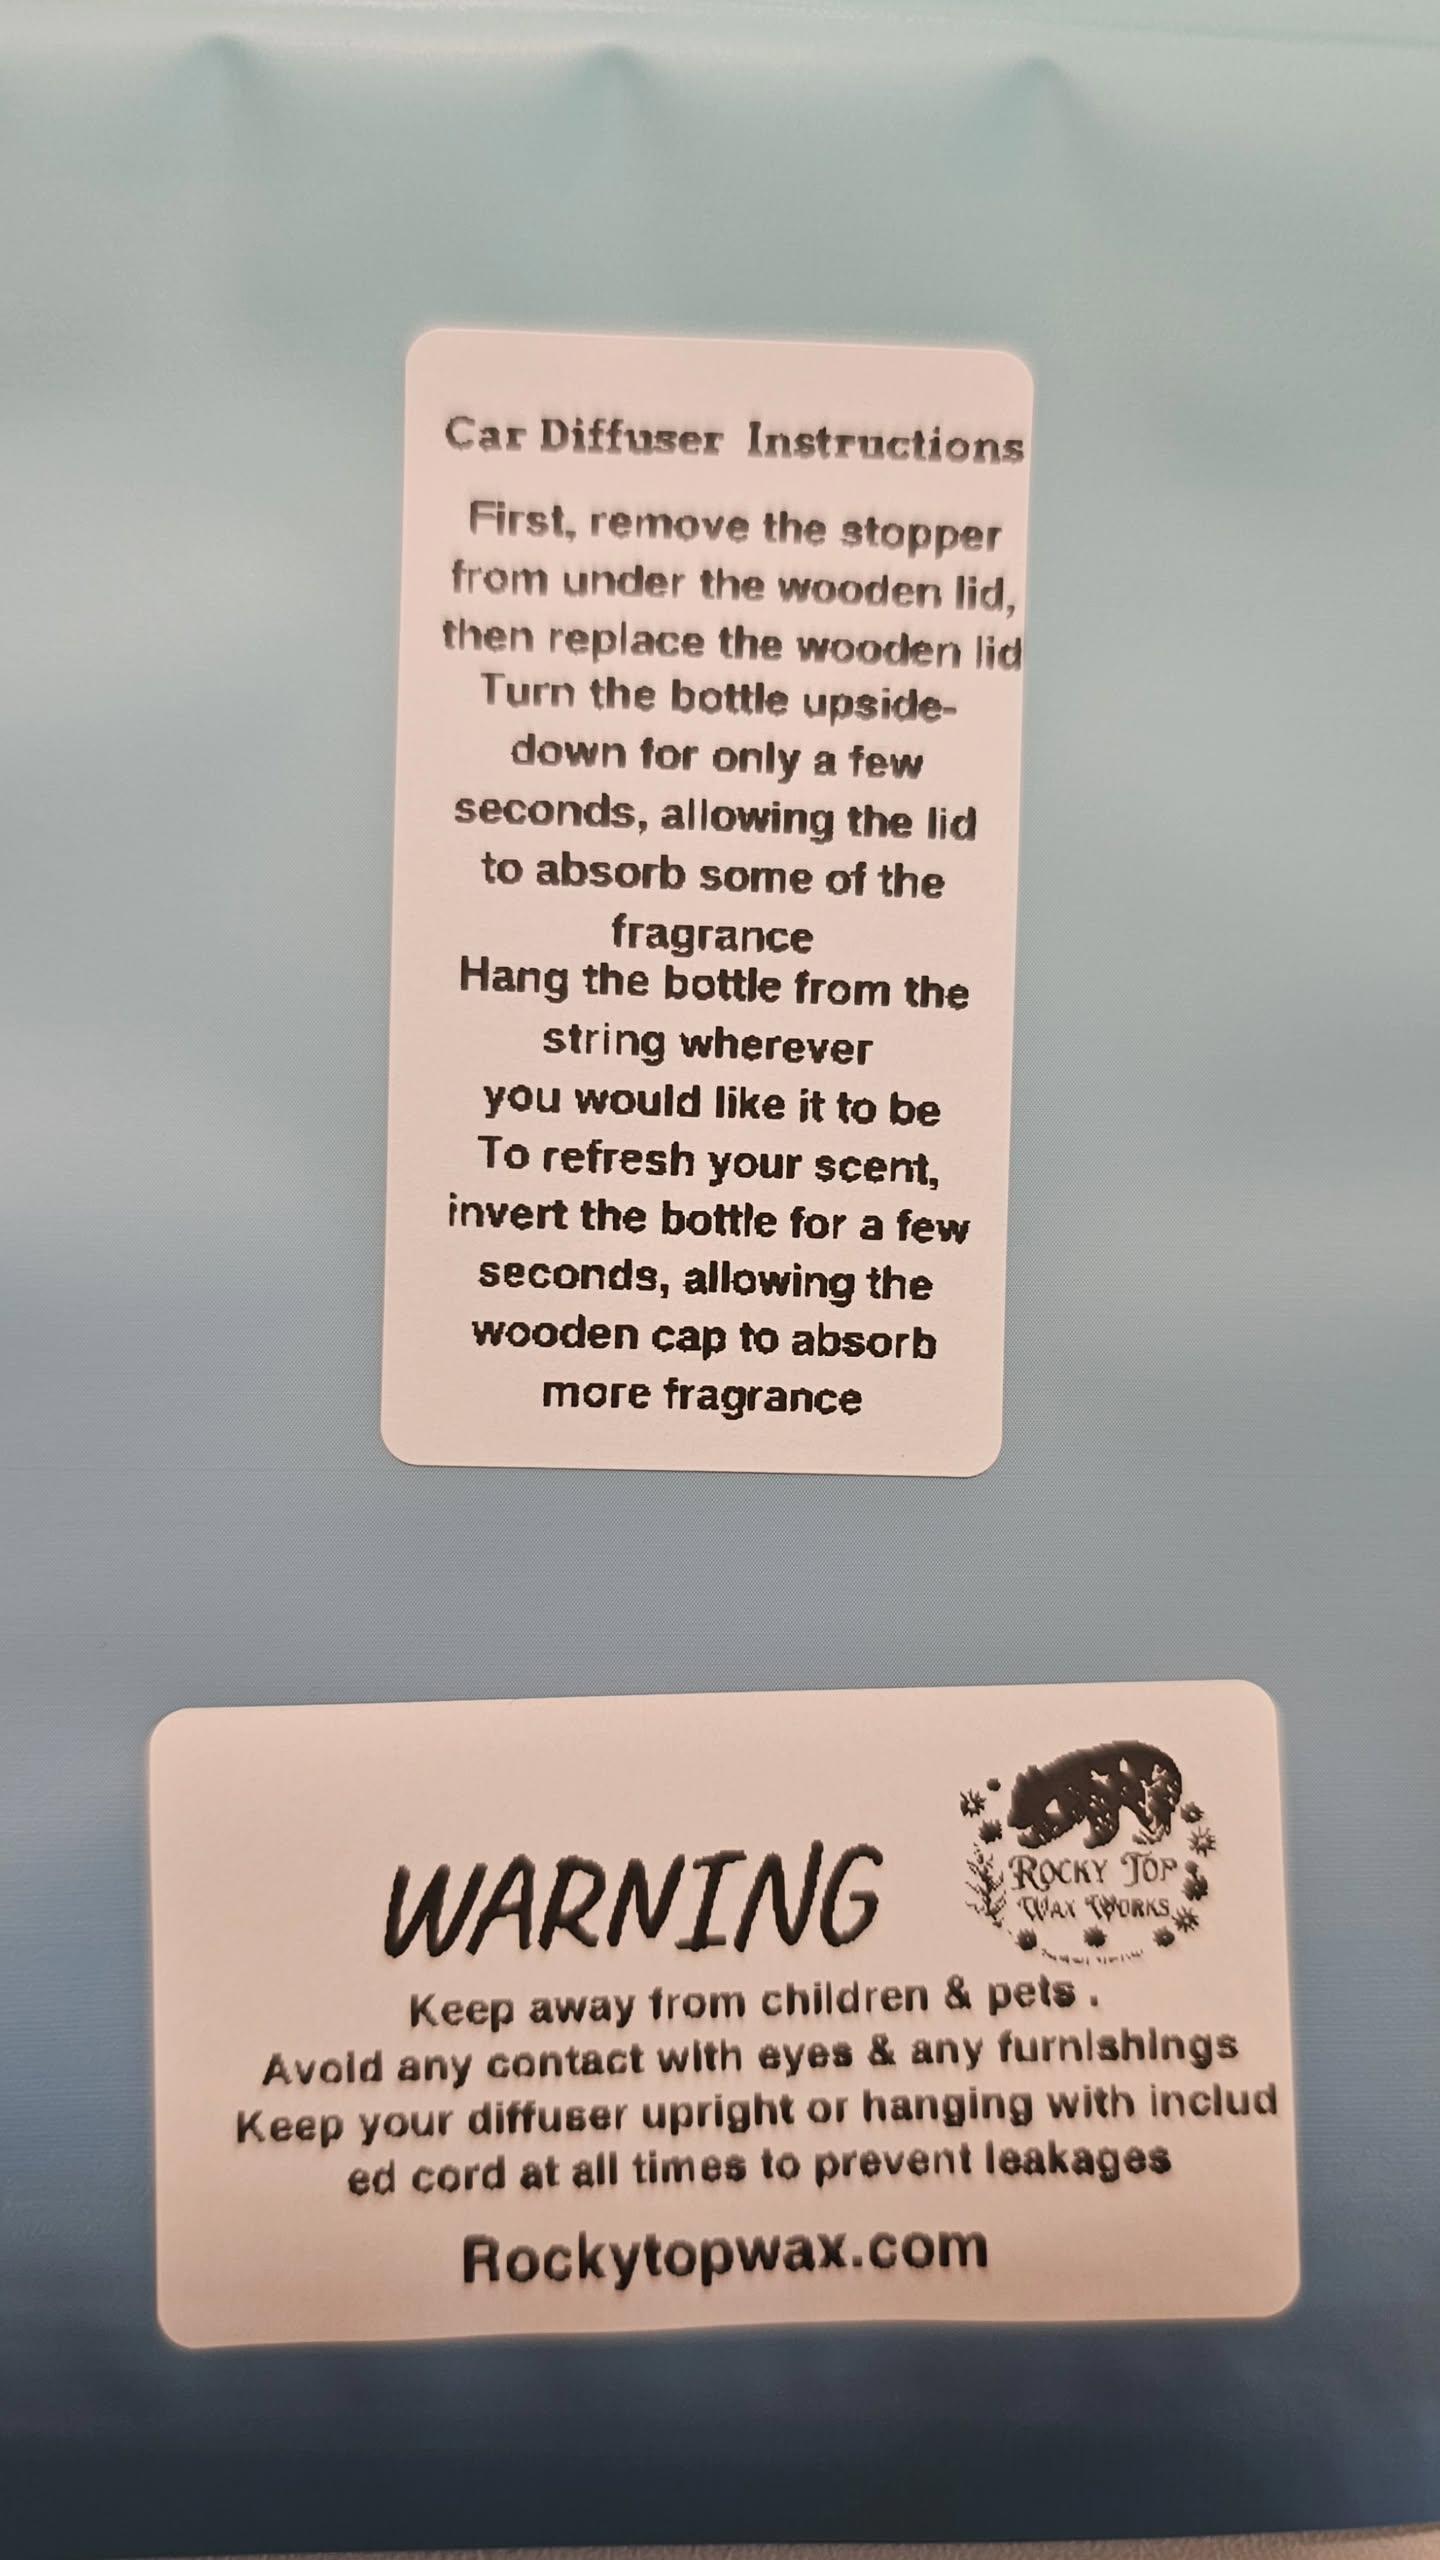 Car Diffuser Instructions
First, remove the stopper
from under the wooden lid,
then replace the wooden lid
Turn the bottle upside-
down for only a few
seconds, allowing the lid
to absorb some of the
fragrance
Hang the bottle from the
string wherever
you would like it to be
To refresh your scent,
invert the bottle for a few
seconds, allowing the
wooden cap to absorb
more fragrance
ROCKY TOP
WAX WORKS
WARNING
Keep away from children & pets .
Avoid any contact with eyes & any furnishings
Keep your diffuser upright or hanging with includ
ed cord at all times to prevent leakages
Rockytopwax.com